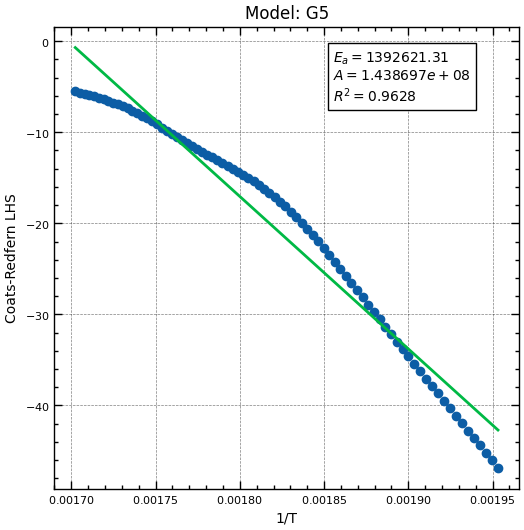 Model: G5
E_a = 1392621.31
A = 1.438697e + 08
R^2 = 0.9628
Coats-Redfern LHS
0
−10
−20
−30
−40
0.00170 0.00175 0.00180 0.00185 0.00190 0.00195
1/T